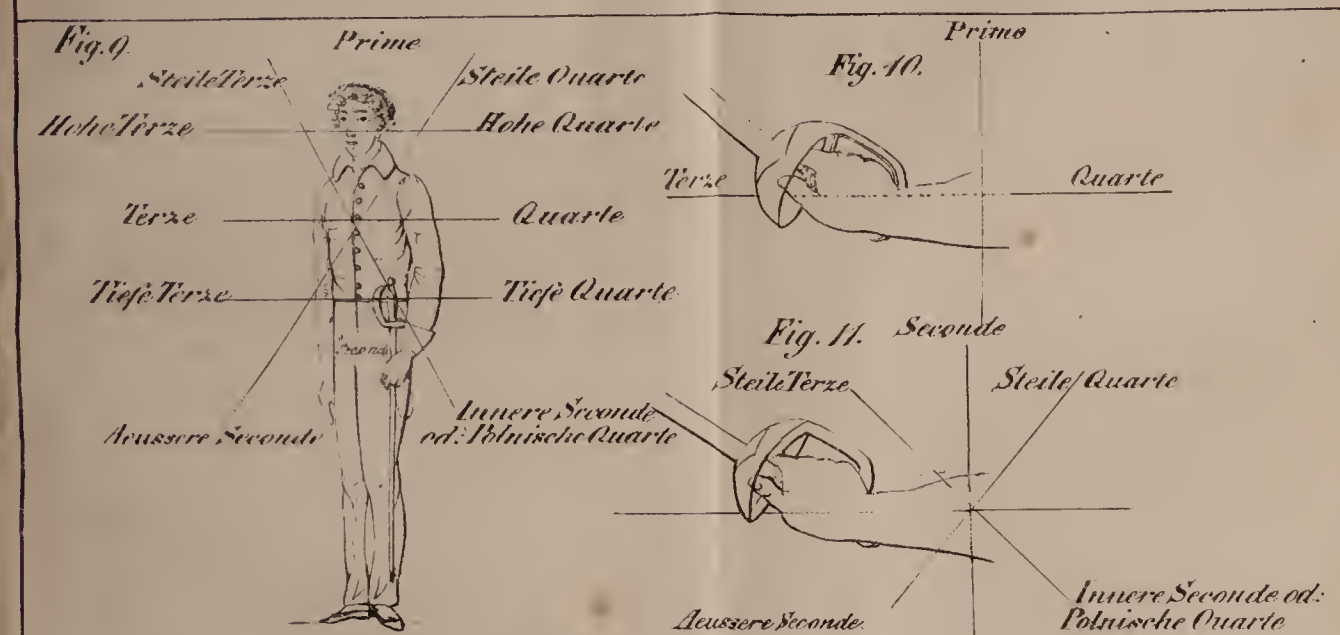 Fig. 9.
Prime
Steile Terze
Steile Quarte
Hohe Terze
Hohe Quarte
Terze
Quarte
Tiefe Terze
Tiefe Quarte
Seconde
Aeussere Seconde
Innere Seconde
od: Polnische Quarte
Fig. 10.
Prime
Terze
Quarte
Seconde
Fig. 11.
Steile Terze
Steile Quarte
Aeussere Seconde
Innere Seconde od:
Polnische Quarte